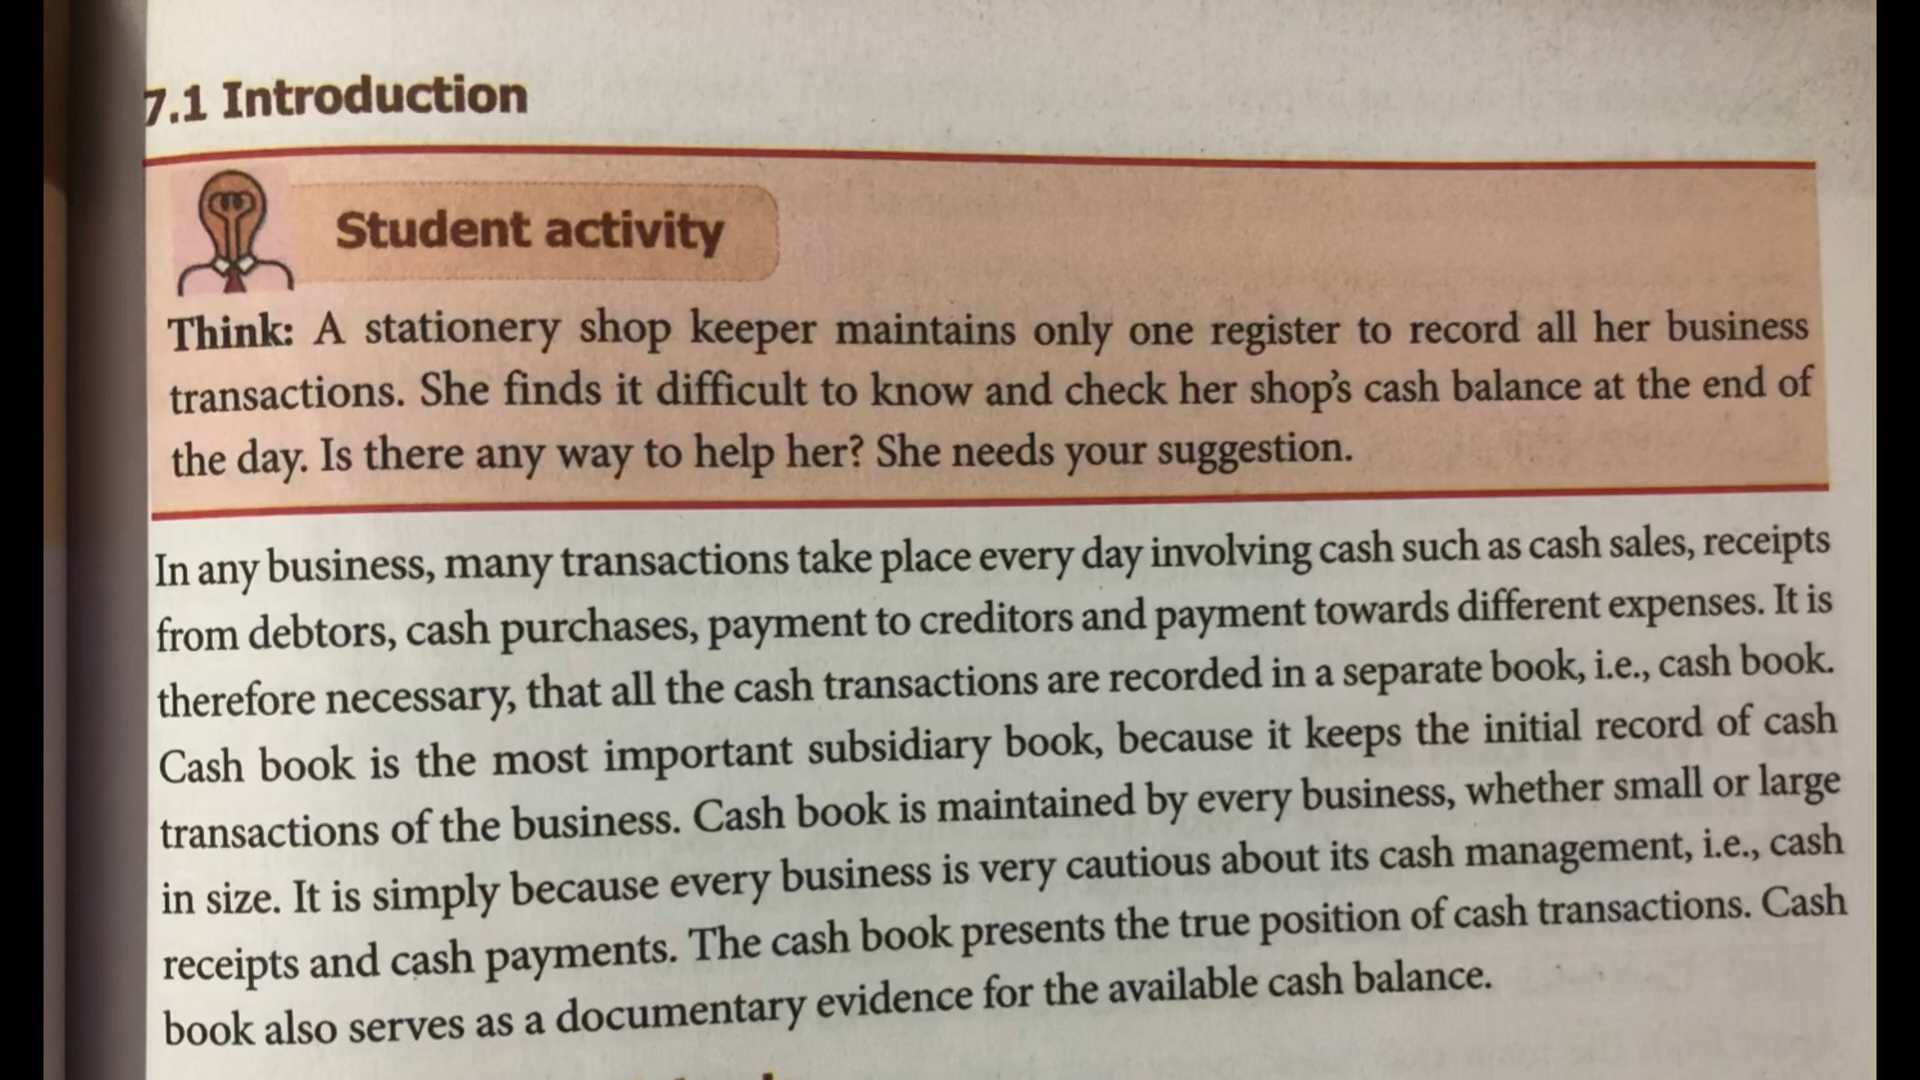 7.1 Introduction
Student activity
Think: A stationery shop keeper maintains only one register to record all her business
transactions. She finds it difficult to know and check her shop's cash balance at the end of
the day. Is there any way to help her? She needs your suggestion.
In any business, many transactions take place every day involving cash such as cash sales, receipts
from debtors, cash purchases, payment to creditors and payment towards different expenses. It is
therefore necessary, that all the cash transactions are recorded in a separate book, i.e., cash book.
Cash book is the most important subsidiary book, because it keeps the initial record of cash
transactions of the business. Cash book is maintained by every business, whether small or large
in size. It is simply because every business is very cautious about its cash management, i.e., cash
receipts and cash payments. The cash book presents the true position of cash transactions. Cash
book also serves as a documentary evidence for the available cash balance.